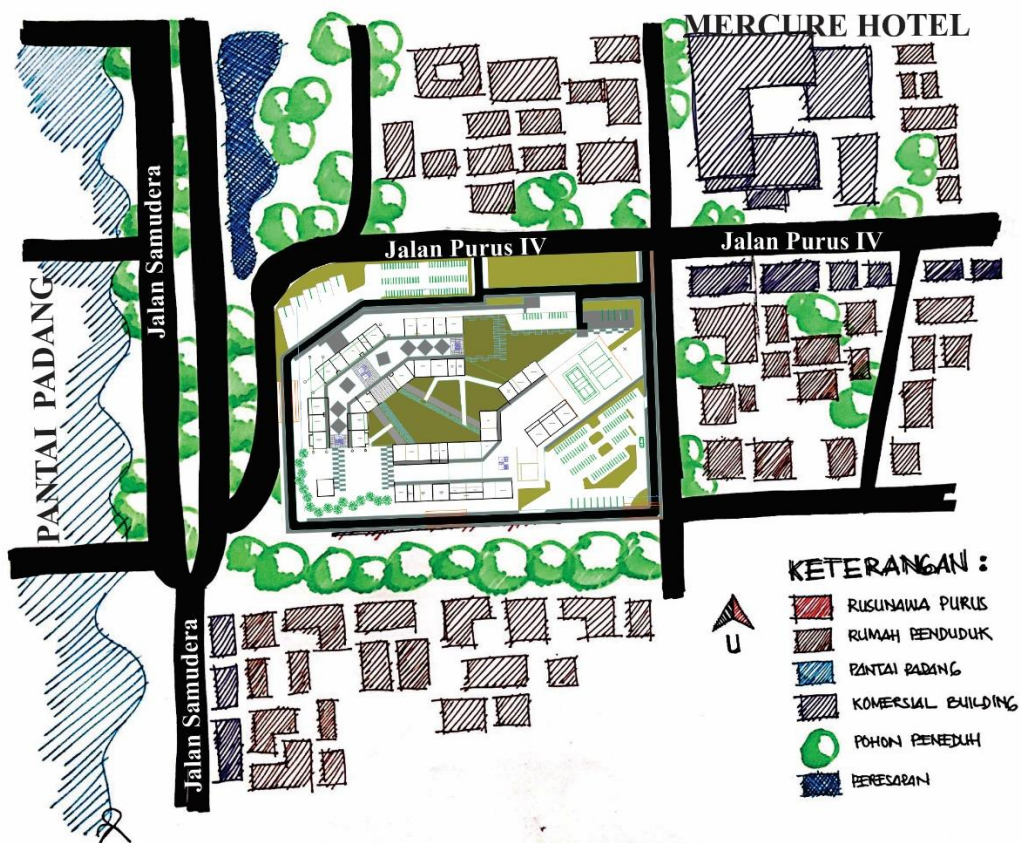 MERCURE HOTEL
Jalan Samudera
Jalan Purus IV
Jalan Purus IV
PANTAI PADANG
KETERANGAN :
RUSUNAWA PURUS
RUMAH PENDUDUK
PANTAI PADANG
KOMERSIAL BUILDING
POHON PENEDUH
PERESAPAN
U
Jalan Samudera